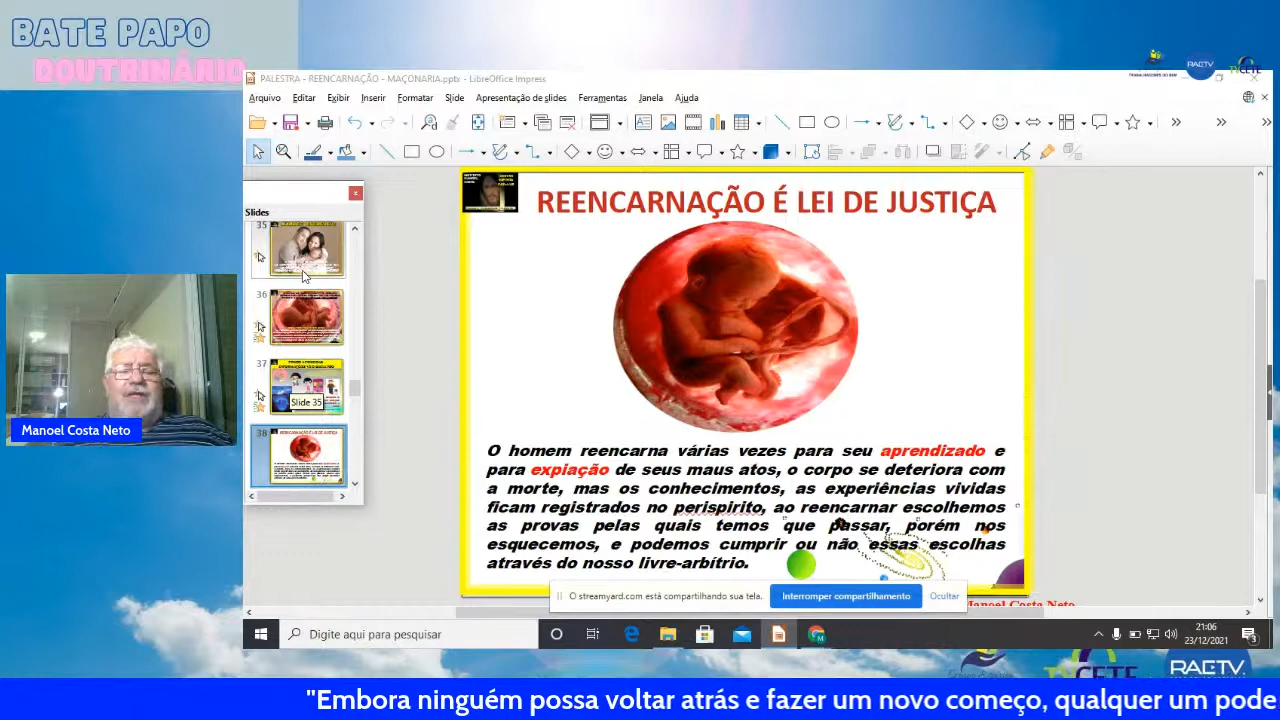 BATE PAPO
DOUTRINÁRIO
PALESTRA - REENCARNAÇÃO - MAÇONARIA.pptx - LibreOffice Impress
RAETV
TVCETE
Arquivo Editar Exibir Inserir Formatar Slide Apresentação de slides Ferramentas Janela Ajuda
Slides
35
36
37
Slide 35
38
REENCARNAÇÃO É LEI DE JUSTIÇA
O homem reencarna várias vezes para seu aprendizado e
para expiação de seus maus atos, o corpo se deteriora com
a morte, mas os conhecimentos, as experiências vividas
ficam registrados no perispirito, ao reencarnar escolhemos
as provas pelas quais temos que passar, porém nos
esquecemos, e podemos cumprir ou não essas escolhas
através do nosso livre-arbítrio.
Manoel Costa Neto
Manoel Costa Neto
O streamyard.com está compartilhando sua tela. Interromper compartilhamento Ocultar
Digite aqui para pesquisar
21:06
23/12/2021
3
TVCETE
RAETV
"Embora ninguém possa voltar atrás e fazer um novo começo, qualquer um pode